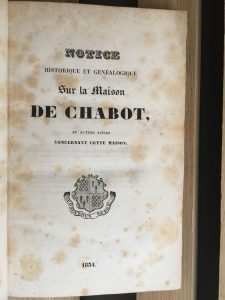 NOTICE
HISTORIQUE ET GÉNÉALOGIQUE
Sur la Maison
DE CHABOT,
ET AUTRES PIÈCES
CONCERNANT CETTE MAISON.
1834.